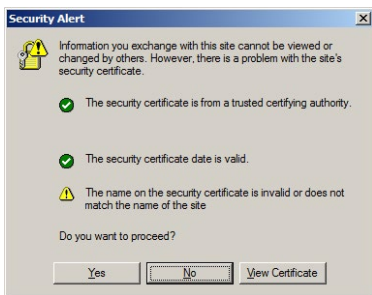 Security Alert
Information you exchange with this site cannot be viewed or
changed by others. However, there is a problem with the site's
security certificate.
The security certificate is from a trusted certifying authority.
The security certificate date is valid.
The name on the security certificate is invalid or does not
match the name of the site
Do you want to proceed?
Yes No View Certificate